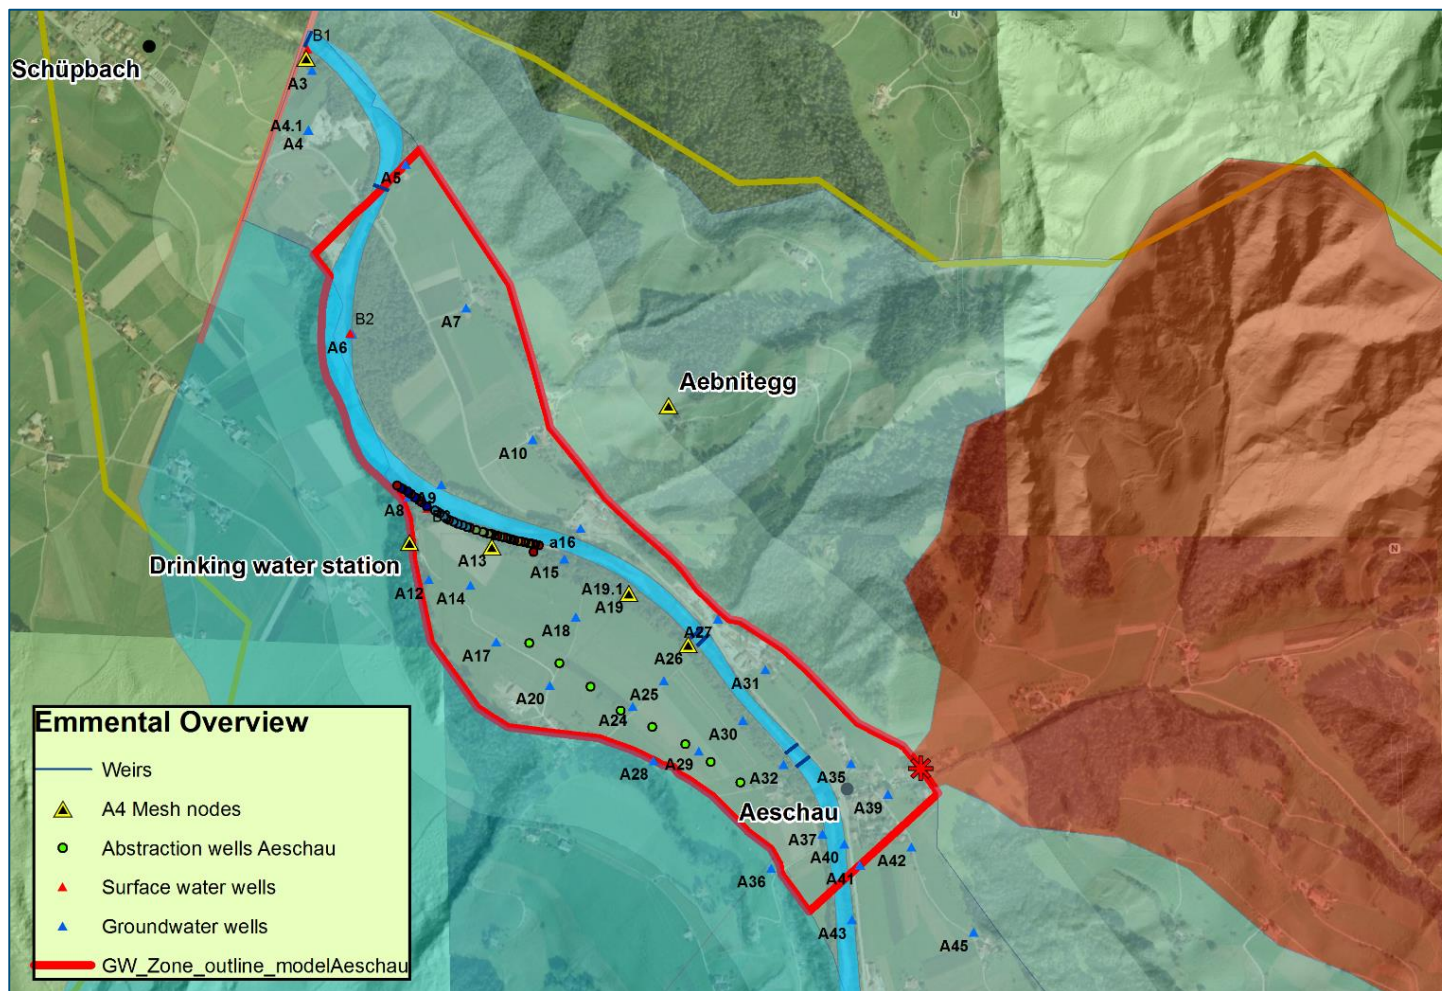 B1
Schüpbach
A3
A4.1
A4
A5
B2
A7
A6
Aebnitegg
A10
A9
A8
a16
A13
Drinking water station
A15
A12
A14
A19.1
A19
A18
A27
A17
A26
A31
A25
A20
A24
A30
A29
A28
A32
A35
A39
Aeschau
A37
A40
A42
A41
A36
A43
A45
Emmental Overview
Weirs
A4 Mesh nodes
Abstraction wells Aeschau
Surface water wells
Groundwater wells
GW_Zone_outline_modelAeschau